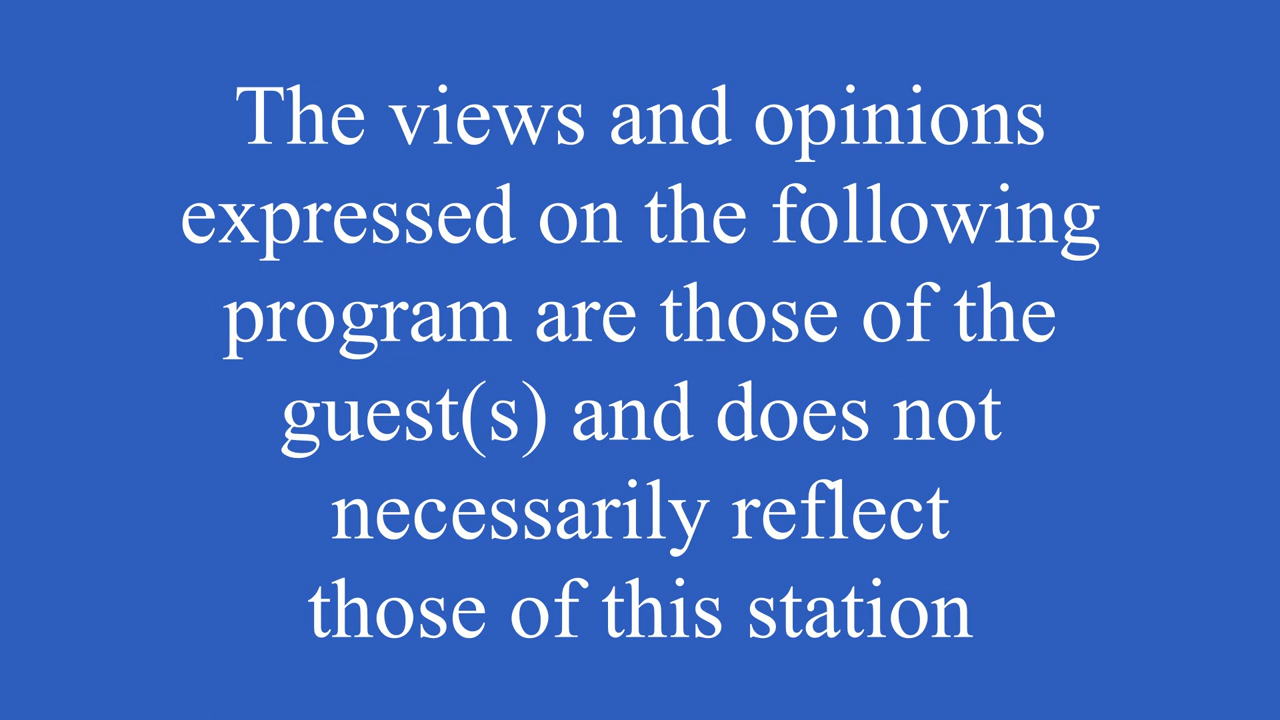 The views and opinions
expressed on the following
program are those of the
guest(s) and does not
necessarily reflect
those of this station